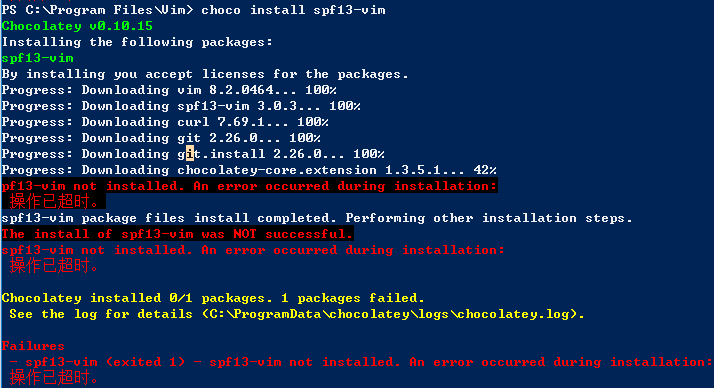 PS C:\Program Files\Vim> choco install spf13-vim
Chocolatey v0.10.15
Installing the following packages:
spf13-vim
By installing you accept licenses for the packages.
Progress: Downloading vim 8.2.0464... 100%
Progress: Downloading spf13-vim 3.0.3... 100%
Progress: Downloading curl 7.69.1... 100%
Progress: Downloading git 2.26.0... 100%
Progress: Downloading git.install 2.26.0... 100%
Progress: Downloading chocolatey-core.extension 1.3.5.1... 42%
pf13-vim not installed. An error occurred during installation:
操作已超时。
spf13-vim package files install completed. Performing other installation steps.
The install of spf13-vim was NOT successful.
spf13-vim not installed. An error occurred during installation:
操作已超时。
Chocolatey installed 0/1 packages. 1 packages failed.
See the log for details (C:\ProgramData\chocolatey\logs\chocolatey.log).
Failures
- spf13-vim (exited 1) - spf13-vim not installed. An error occurred during installation:
操作已超时。